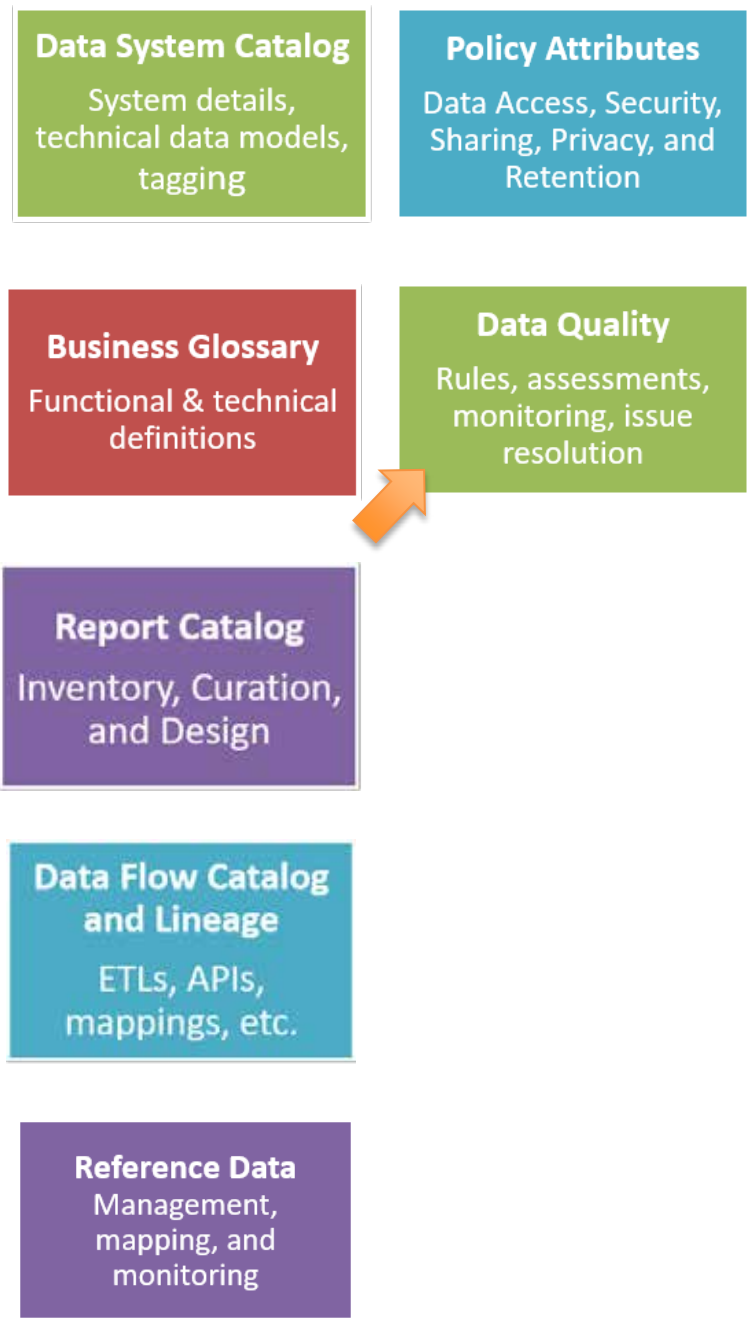 Data System Catalog
System details,
technical data models,
tagging
Policy Attributes
Data Access, Security,
Sharing, Privacy, and
Retention
Business Glossary
Functional & technical
definitions
Data Quality
Rules, assessments,
monitoring, issue
resolution
Report Catalog
Inventory, Curation,
and Design
Data Flow Catalog
and Lineage
ETLs, APIs,
mappings, etc.
Reference Data
Management,
mapping, and
monitoring